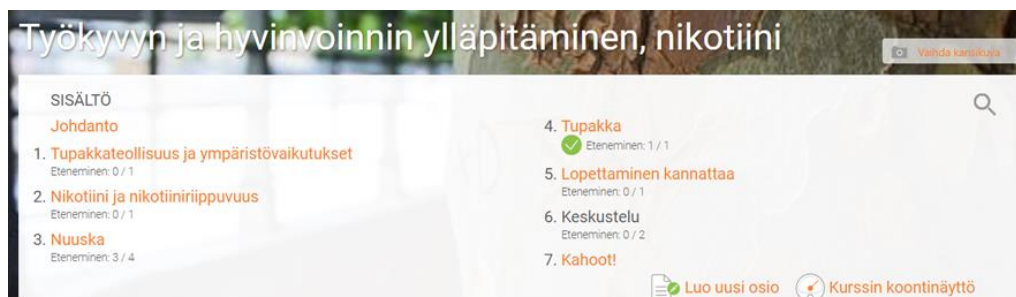 Työkyvyn ja hyvinvoinnin ylläpitäminen, nikotiini
Vaihda kansikuva
SISÄLTÖ
Johdanto
1. Tupakkateollisuus ja ympäristövaikutukset
Eteneminen: 0 / 1
2. Nikotiini ja nikotiiniriippuvuus
Eteneminen: 0 / 1
3. Nuuska
Eteneminen: 3 / 4
4. Tupakka
Eteneminen: 1 / 1
5. Lopettaminen kannattaa
Eteneminen: 0 / 1
6. Keskustelu
Eteneminen: 0 / 2
7. Kahoot!
Luo uusi osio
Kurssin koontinäyttö